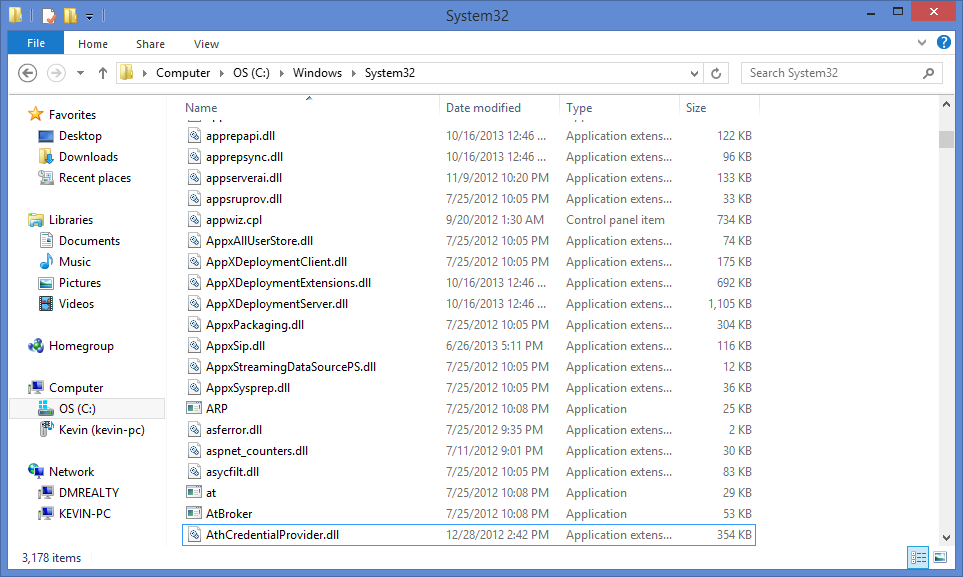 System32
File Home Share View
Computer OS (C:) Windows System32 Search System32
Favorites
Desktop
Downloads
Recent places
Libraries
Documents
Music
Pictures
Videos
Homegroup
Computer
OS (C:)
Kevin (kevin-pc)
Network
DMREALTY
KEVIN-PC
Name Date modified Type Size
apprepapi.dll 10/16/2013 12:46 ... Application extens... 122 KB
apprepsync.dll 10/16/2013 12:46 ... Application extens... 96 KB
appserverai.dll 11/9/2012 10:20 PM Application extens... 133 KB
appsruprov.dll 7/25/2012 10:05 PM Application extens... 33 KB
appwiz.cpl 9/20/2012 1:30 AM Control panel item 734 KB
AppxAllUserStore.dll 7/25/2012 10:05 PM Application extens... 74 KB
AppXDeploymentClient.dll 7/25/2012 10:05 PM Application extens... 175 KB
AppXDeploymentExtensions.dll 10/16/2013 12:46 ... Application extens... 692 KB
AppXDeploymentServer.dll 10/16/2013 12:46 ... Application extens... 1,105 KB
AppxPackaging.dll 7/25/2012 10:05 PM Application extens... 304 KB
AppxSip.dll 6/26/2013 5:11 PM Application extens... 116 KB
AppxStreamingDataSourcePS.dll 7/25/2012 10:05 PM Application extens... 12 KB
AppxSysprep.dll 7/25/2012 10:05 PM Application extens... 36 KB
ARP 7/25/2012 10:08 PM Application 25 KB
asferror.dll 7/25/2012 9:35 PM Application extens... 2 KB
aspnet_counters.dll 7/11/2012 9:01 PM Application extens... 30 KB
asycfilt.dll 7/25/2012 10:05 PM Application extens... 83 KB
at 7/25/2012 10:08 PM Application 29 KB
AtBroker 7/25/2012 10:08 PM Application 53 KB
AthCredentialProvider.dll 12/28/2012 2:42 PM Application extens... 354 KB
3,178 items